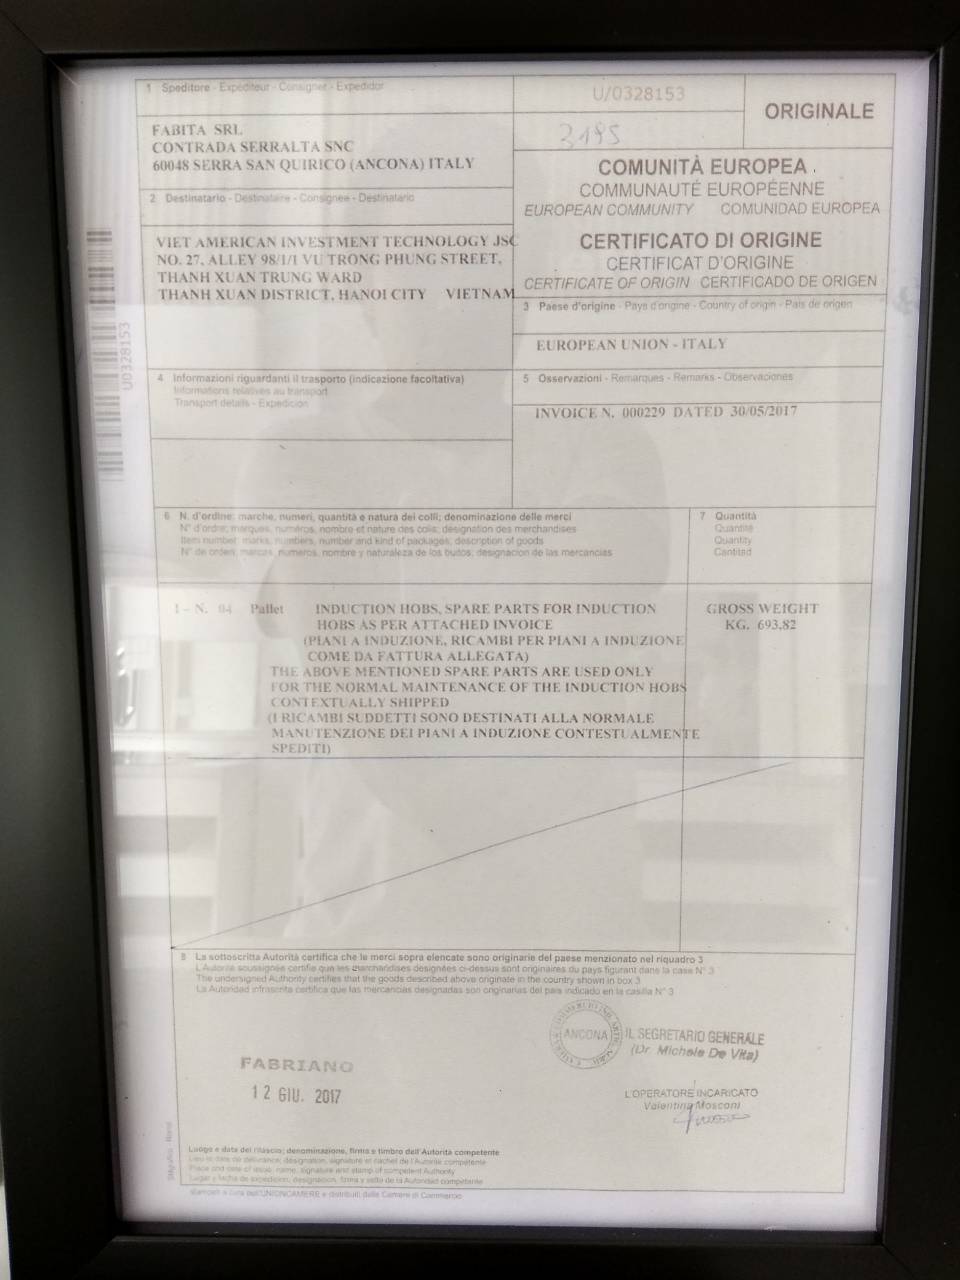 1 Speditore - Expéditeur - Consigner - Expedidor
FABITA SRL
CONTRADA SERRALTA SNC
60048 SERRA SAN QUIRICO (ANCONA) ITALY
U/0328153
3195
ORIGINALE
COMUNITÀ EUROPEA
COMMUNAUTÉ EUROPÉENNE
EUROPEAN COMMUNITY COMUNIDAD EUROPEA
CERTIFICATO DI ORIGINE
CERTIFICAT D'ORIGINE
CERTIFICATE OF ORIGIN CERTIFICADO DE ORIGEN
2 Destinatario - Destinataire - Consignee - Destinatario
VIET AMERICAN INVESTMENT TECHNOLOGY JSC
NO. 27, ALLEY 98/1/1 VU TRONG PHUNG STREET,
THANH XUAN TRUNG WARD
THANH XUAN DISTRICT, HANOI CITY VIETNAM
U0328153
3 Paese d'origine - Pays d'origine - Country of origin - Pais de origen
EUROPEAN UNION - ITALY
4 Informazioni riguardanti il trasporto (indicazione facoltativa)
Informations relatives au transport
Transport details - Expedicion
5 Osservazioni - Remarques - Remarks - Observaciones
INVOICE N. 000229 DATED 30/05/2017
6 N. d'ordine; marche, numeri, quantità e natura dei colli; denominazione delle merci
N° d'ordre; marques, numéros, nombre et nature des colis; désignation des merchandises
Item number; marks, numbers, number and kind of packages; description of goods
N° de orden; marcas, numeros, nombre y naturaleza de los bultos; designacion de las mercancias
7 Quantità
Quantité
Quantity
Cantitad
1 - N. 04 Pallet INDUCTION HOBS, SPARE PARTS FOR INDUCTION
HOBS AS PER ATTACHED INVOICE
(PIANI A INDUZIONE, RICAMBI PER PIANI A INDUZIONE
COME DA FATTURA ALLEGATA)
THE ABOVE MENTIONED SPARE PARTS ARE USED ONLY
FOR THE NORMAL MAINTENANCE OF THE INDUCTION HOBS
CONTEXTUALLY SHIPPED
(I RICAMBI SUDDETTI SONO DESTINATI ALLA NORMALE
MANUTENZIONE DEI PIANI A INDUZIONE CONTESTUALMENTE
SPEDITI)
GROSS WEIGHT
KG. 693,82
8 La sottoscritta Autorità certifica che le merci sopra elencate sono originarie del paese menzionato nel riquadro 3
L'Autorité soussignée certifie que les marchandises designées ci-dessus sont originaires du pays figurant dans la case N° 3
The undersigned Authority certifies that the goods described above originate in the country shown in box 3
La Autoridad infrascrita certifica que las mercancias designarias son originarias del pais indicado en la casilla N° 3
ANCONA
IL SEGRETARIO GENERALE
(Dr. Michele De Vita)
FABRIANO
12 GIU. 2017
L'OPERATORE INCARICATO
Valentina Mosconi
Luogo e data del rilascio; denominazione, firma e timbro dell'Autorità competente
Lieu et date de délivrance; désignation, signature et cachet de l'Autorité compétente
Place and date of issue, name, signature and stamp of competent Authority
Lugar y fecha de expedicion; designacion, firma y sello de la Autoridad competente
stampati a cura dell'UNIONCAMERE e distribuiti dalle Camere di Commercio